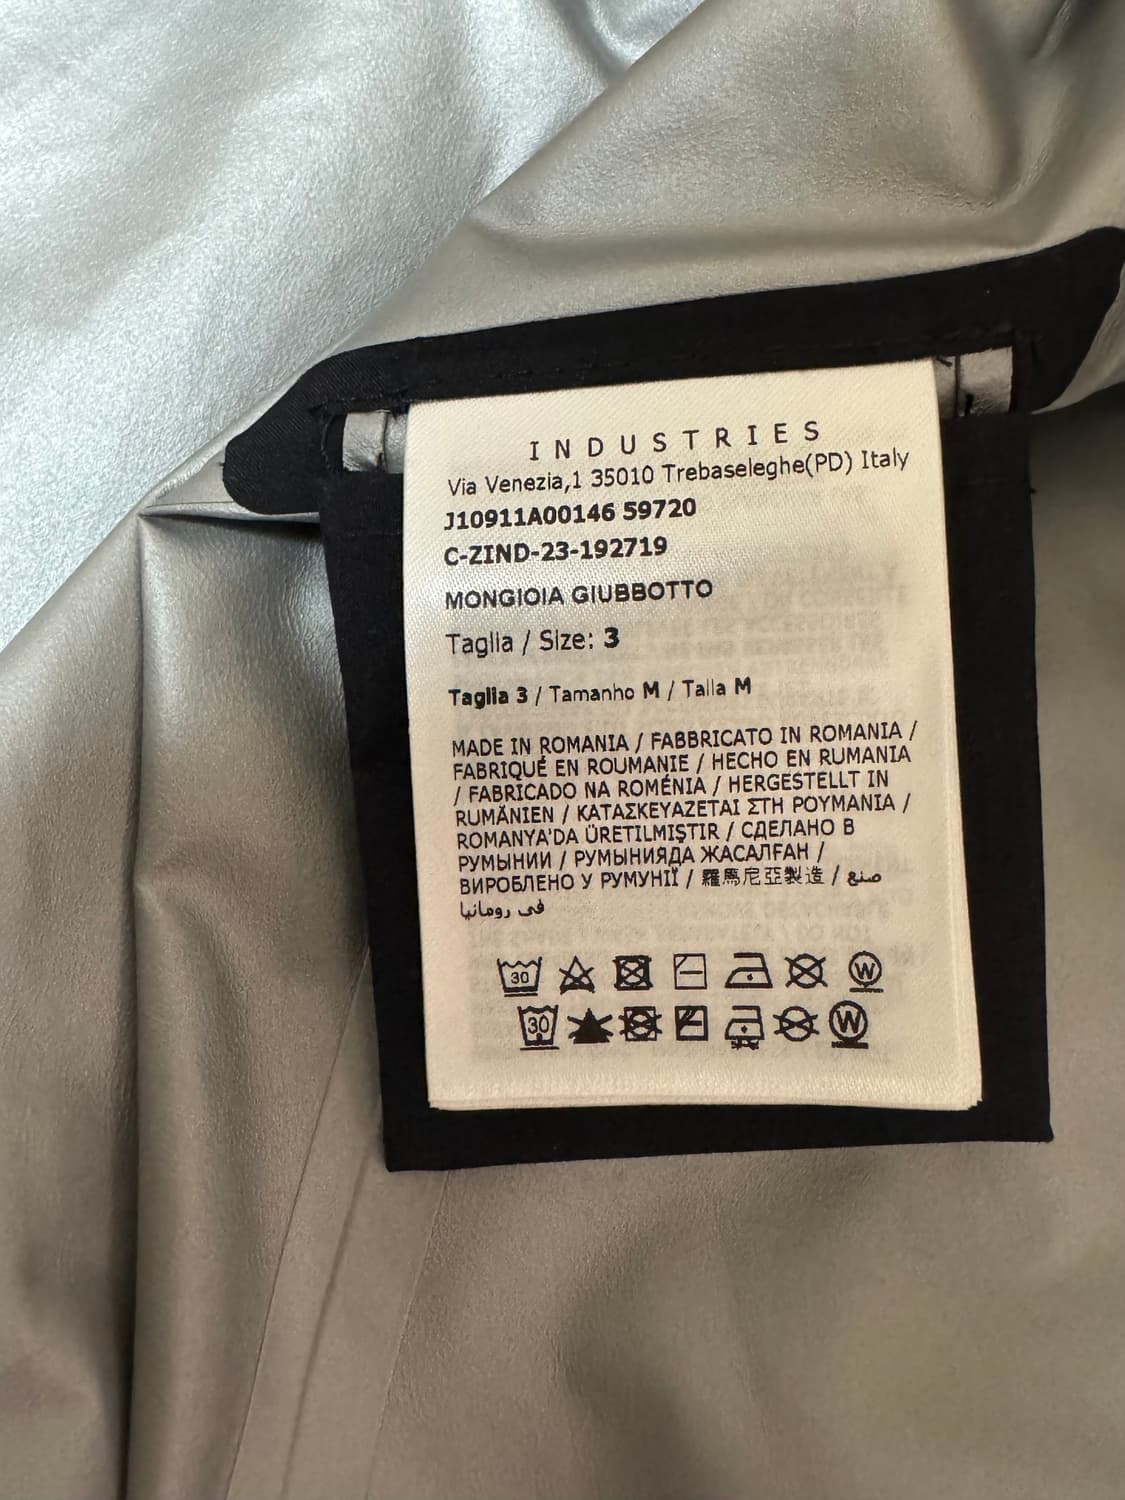 INDUSTRIES
Via Venezia,1 35010 Trebaseleghe(PD) Italy
J10911A00146 59720
C-ZIND-23-192719
MONGIOIA GIUBBOTTO
Taglia / Size: 3
Taglia 3 / Tamanho M / Talla M
MADE IN ROMANIA / FABBRICATO IN ROMANIA /
FABRIQUÉ EN ROUMANIE / HECHO EN RUMANIA
/ FABRICADO NA ROMÉNIA / HERGESTELLT IN
RUMÄNIEN / ΚΑΤΑΣΚΕΥΑΖΕΤΑΙ ΣΤΗ ΡΟΥΜΑΝΙΑ /
ROMANYA'DA ÜRETILMIŞTIR / СДЕЛАНО В
РУМЫНИИ / РУМЫНИЯДА ЖАСАЛҒАН /
ВИРОБЛЕНО У РУМУНІЇ / 羅馬尼亞製造 / صنع
في رومانيا
30 W
30 W